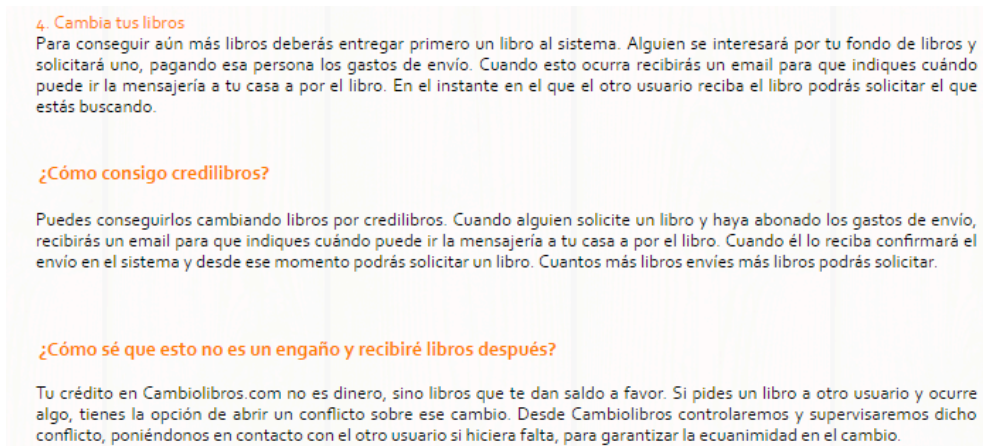 4. Cambia tus libros
Para conseguir aún más libros deberás entregar primero un libro al sistema. Alguien se interesará por tu fondo de libros y
solicitará uno, pagando esa persona los gastos de envío. Cuando esto ocurra recibirás un email para que indiques cuándo
puede ir la mensajería a tu casa a por el libro. En el instante en el que el otro usuario reciba el libro podrás solicitar el que
estás buscando.
¿Cómo consigo credilibros?
Puedes conseguirlos cambiando libros por credilibros. Cuando alguien solicite un libro y haya abonado los gastos de envío,
recibirás un email para que indiques cuándo puede ir la mensajería a tu casa a por el libro. Cuando él lo reciba confirmará el
envío en el sistema y desde ese momento podrás solicitar un libro. Cuantos más libros envíes más libros podrás solicitar.
¿Cómo sé que esto no es un engaño y recibiré libros después?
Tu crédito en Cambiolibros.com no es dinero, sino libros que te dan saldo a favor. Si pides un libro a otro usuario y ocurre
algo, tienes la opción de abrir un conflicto sobre ese cambio. Desde Cambiolibros controlaremos y supervisaremos dicho
conflicto, poniéndonos en contacto con el otro usuario si hiciera falta, para garantizar la ecuanimidad en el cambio.